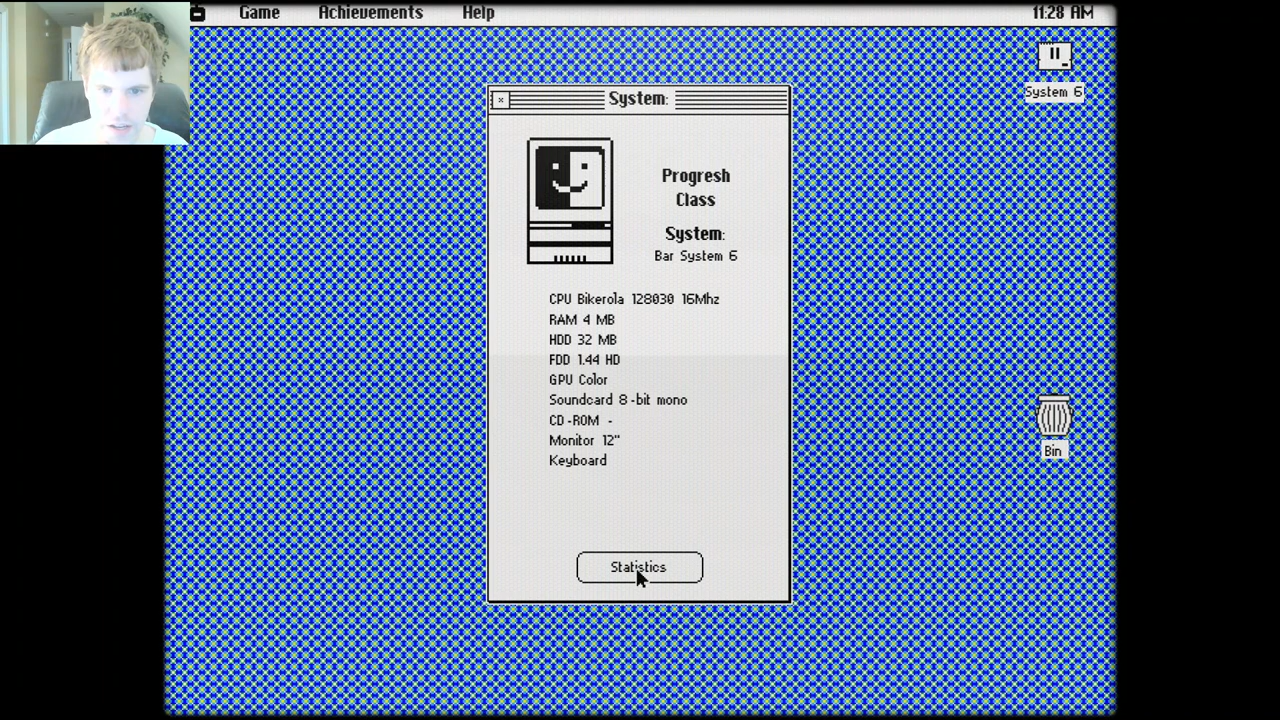 Game Achievements Help 11:28 AM
System 6
System:
Progresh
Class
System:
Bar System 6
CPU Bikerola 128030 16Mhz
RAM 4 MB
HDD 32 MB
FDD 1.44 HD
GPU Color
Soundcard 8-bit mono
CD-ROM -
Monitor 12"
Keyboard
Bin
Statistics